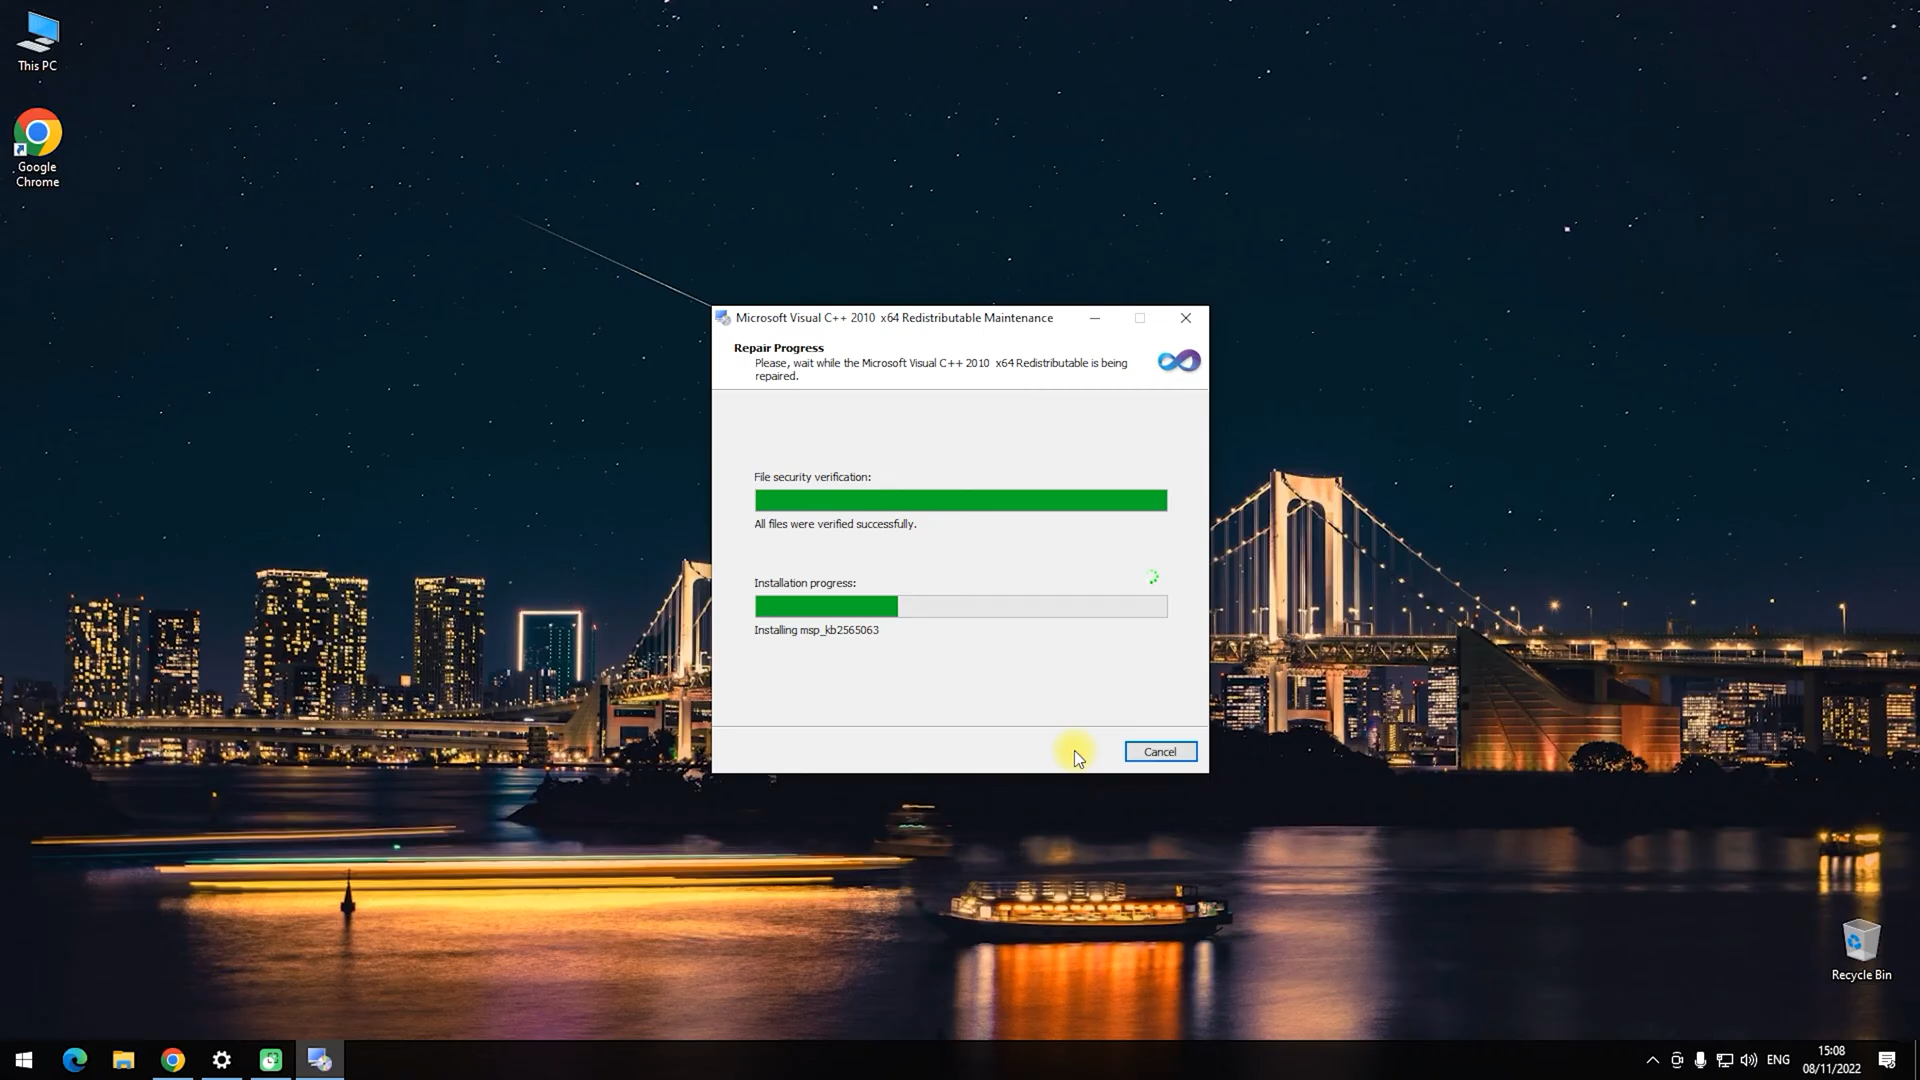 This PC
Google
Chrome
Microsoft Visual C++ 2010  x64 Redistributable Maintenance
Repair Progress
Please, wait while the Microsoft Visual C++ 2010  x64 Redistributable is being
repaired.
File security verification:
All files were verified successfully.
Installation progress:
Installing msp_kb2565063
Cancel
Recycle Bin
ENG
15:08
08/11/2022